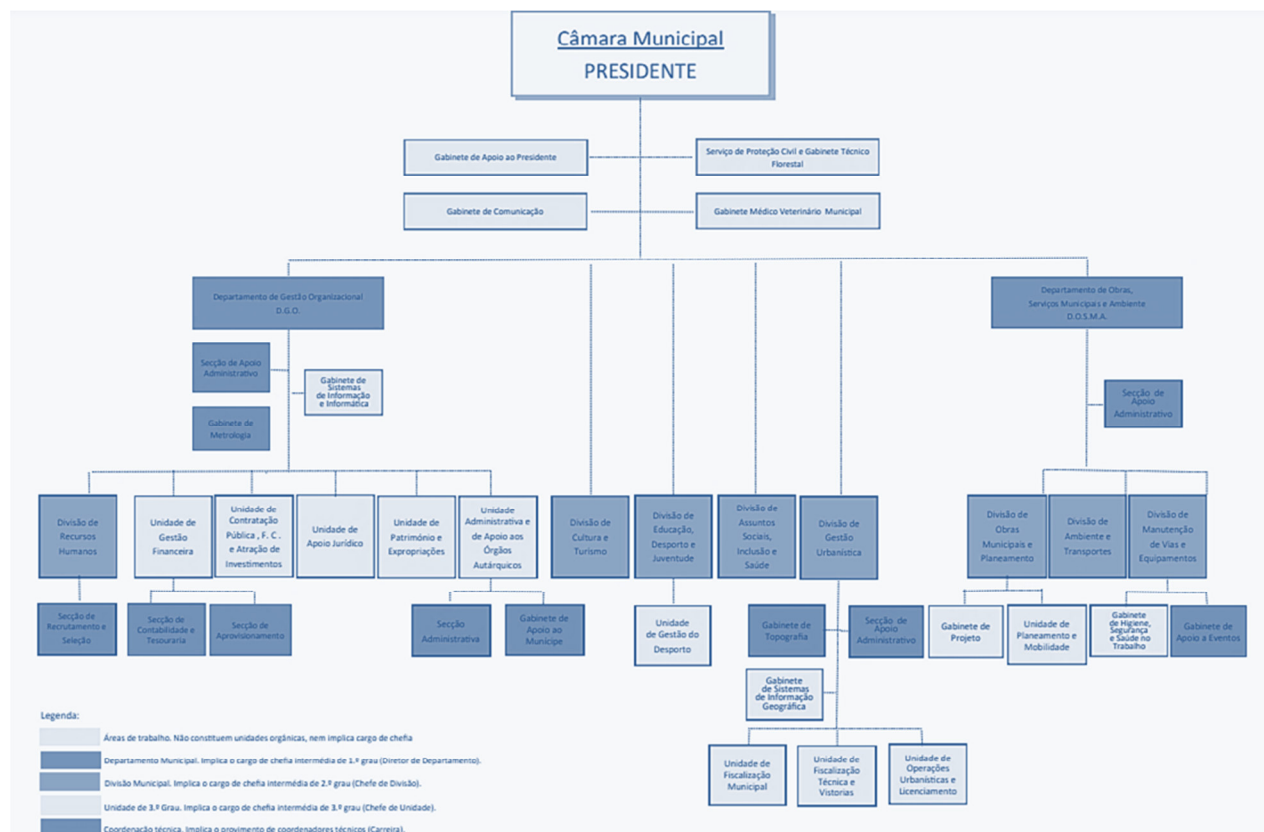 Câmara Municipal
PRESIDENTE
Gabinete de Apoio ao Presidente
Serviço de Proteção Civil e Gabinete Técnico
Florestal
Gabinete de Comunicação
Gabinete Médico Veterinário Municipal
Departamento de Gestão Organizacional
D.G.O.
Departamento de Obras,
Serviços Municipais e Ambiente
D.O.S.M.A.
Secção de Apoio
Administrativo
Gabinete de
Sistemas
de Informação
e Informática
Gabinete de
Metrologia
Secção de
Apoio
Administrativo
Divisão de
Recursos
Humanos
Unidade de
Gestão
Financeira
Unidade de
Contratação
Pública , F. C .
e Atração de
Investimentos
Unidade de
Apoio Jurídico
Unidade de
Património e
Expropriações
Unidade
Administrativa e
de Apoio aos
Órgãos
Autárquicos
Divisão de
Cultura e
Turismo
Divisão de
Educação,
Desporto e
Juventude
Divisão de
Assuntos
Sociais,
Inclusão e
Saúde
Divisão de
Gestão
Urbanística
Divisão de
Obras
Municipais e
Planeamento
Divisão de
Ambiente e
Transportes
Divisão de
Manutenção
de Vias e
Equipamentos
Secção de
Recrutamento e
Seleção
Secção de
Contabilidade e
Tesouraria
Secção de
Aprovisionamento
Secção
Administrativa
Gabinete de
Apoio ao
Munícipe
Unidade
de Gestão do
Desporto
Gabinete de
Topografia
Secção de
Apoio
Administrativo
Gabinete de
Projeto
Unidade de
Planeamento e
Mobilidade
Gabinete
de Higiene,
Segurança
e Saúde no
Trabalho
Gabinete de
Apoio a Eventos
Gabinete
de Sistemas
de Informação
Geográfica
Unidade de
Fiscalização
Municipal
Unidade de
Fiscalização
Técnica e
Vistorias
Unidade de
Operações
Urbanísticas e
Licenciamento
Legenda:
Áreas de trabalho. Não constituem unidades orgânicas, nem implica cargo de chefia
Departamento Municipal. Implica o cargo de chefia intermédia de 1.º grau (Diretor de Departamento).
Divisão Municipal. Implica o cargo de chefia intermédia de 2.º grau (Chefe de Divisão).
Unidade de 3.º Grau. Implica o cargo de chefia intermédia de 3.º grau (Chefe de Unidade).
Coordenação técnica. Implica o provimento de coordenadores técnicos (Carreira).